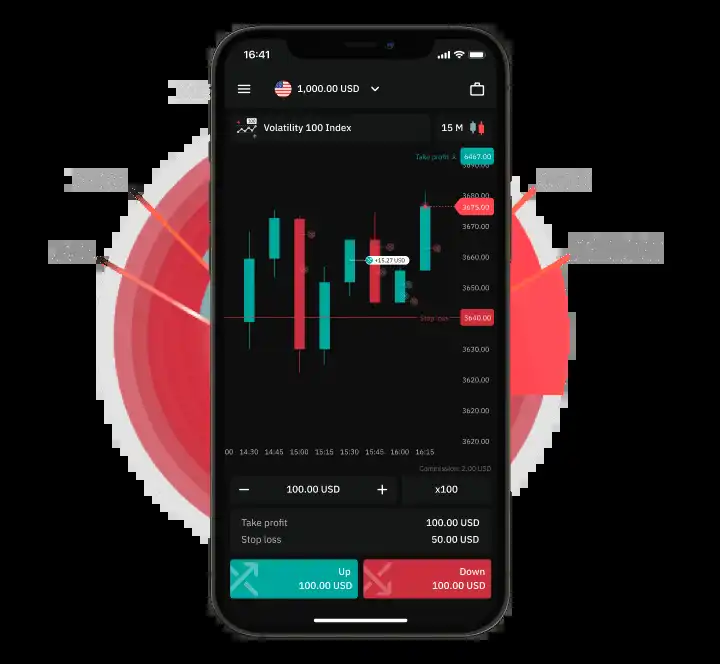 16:41
1,000.00 USD
100
Volatility 100 Index
15 M
Take profit
6467.00
3680.00
3675.00
3670.00
3660.00
+15.27 USD
3650.00
Stop loss
3640.00
3630.00
3620.00
3620.00
3620.00
00 14:30 14:45 15:00 15:15 15:30 15:45 16:00 16:15
Commission: 2.00 USD
− 100.00 USD +
x100
Take profit 100.00 USD
Stop loss 50.00 USD
Up
100.00 USD
Down
100.00 USD